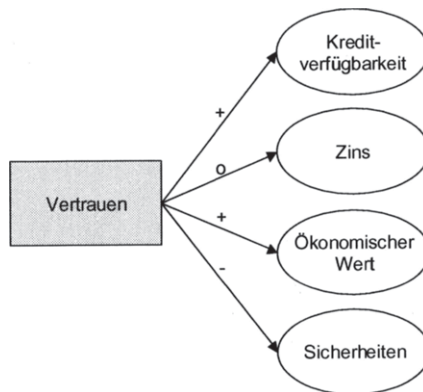 Kredit-
verfügbarkeit
+
o
Zins
Vertrauen
+
Ökonomischer
Wert
-
Sicherheiten